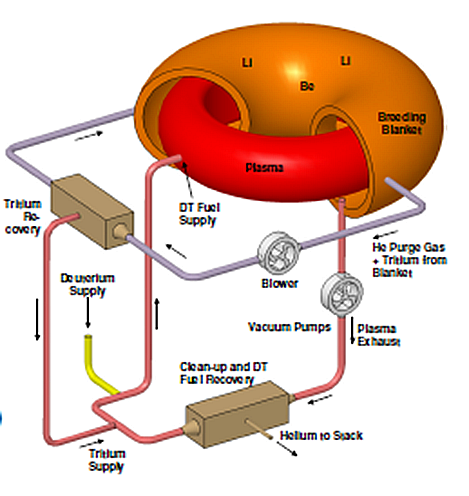 Li
Li
Be
Breeding
Blanket
Plasma
DT Fuel
Supply
Tritium
Re-
covery
He Purge Gas
+ Tritium from
Blanket
Deuterium
Supply
Blower
Vacuum Pumps
Plasma
Exhaust
Clean-up and DT
Fuel Recovery
Helium to Stack
Tritium
Supply